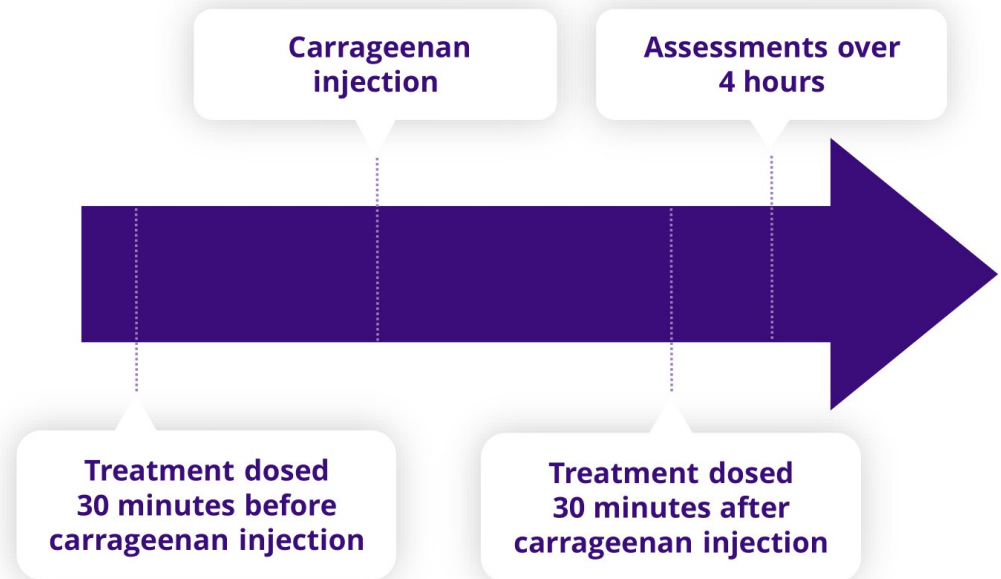 Carrageenan
injection
Assessments over
4 hours
Treatment dosed
30 minutes before
carrageenan injection
Treatment dosed
30 minutes after
carrageenan injection